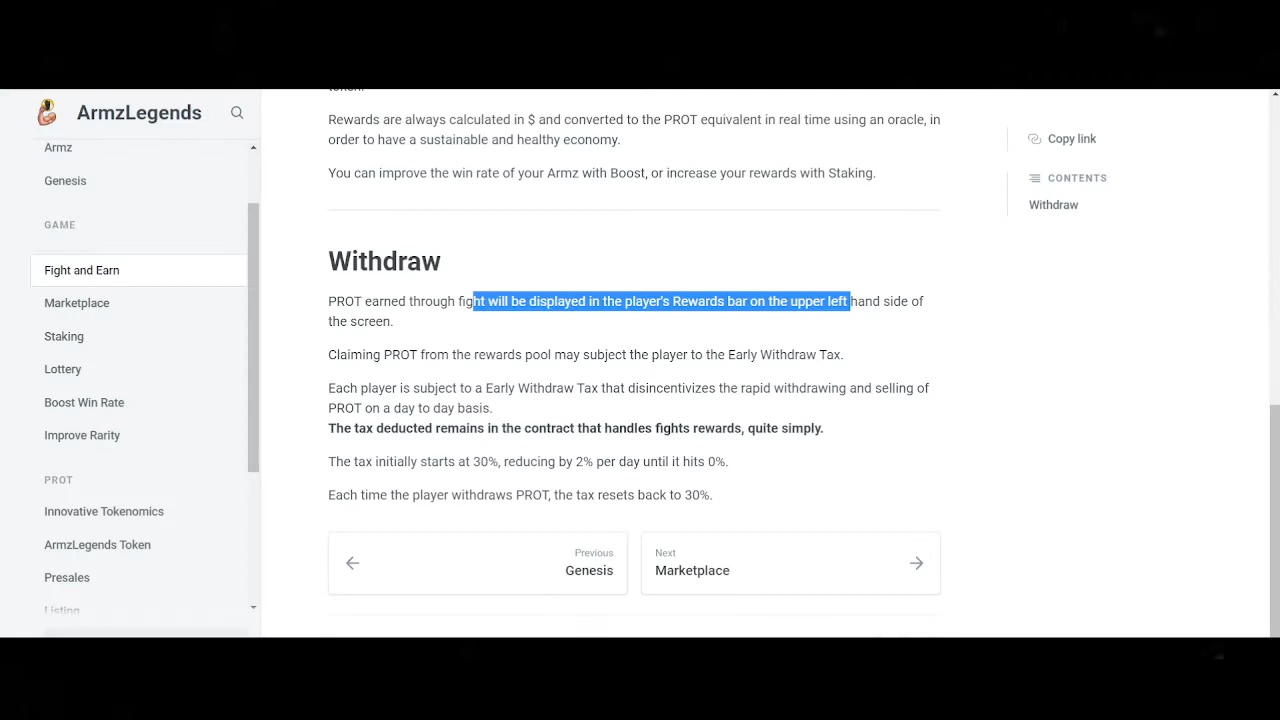 ArmzLegends
Armz
Genesis
GAME
Fight and Earn
Marketplace
Staking
Lottery
Boost Win Rate
Improve Rarity
PROT
Innovative Tokenomics
ArmzLegends Token
Presales
Listing
token.
Rewards are always calculated in $ and converted to the PROT equivalent in real time using an oracle, in
order to have a sustainable and healthy economy.
You can improve the win rate of your Armz with Boost, or increase your rewards with Staking.
Withdraw
PROT earned through fight will be displayed in the player's Rewards bar on the upper left hand side of
the screen.
Claiming PROT from the rewards pool may subject the player to the Early Withdraw Tax.
Each player is subject to a Early Withdraw Tax that disincentivizes the rapid withdrawing and selling of
PROT on a day to day basis.
The tax deducted remains in the contract that handles fights rewards, quite simply.
The tax initially starts at 30%, reducing by 2% per day until it hits 0%.
Each time the player withdraws PROT, the tax resets back to 30%.
Previous
Genesis
Next
Marketplace
Copy link
CONTENTS
Withdraw